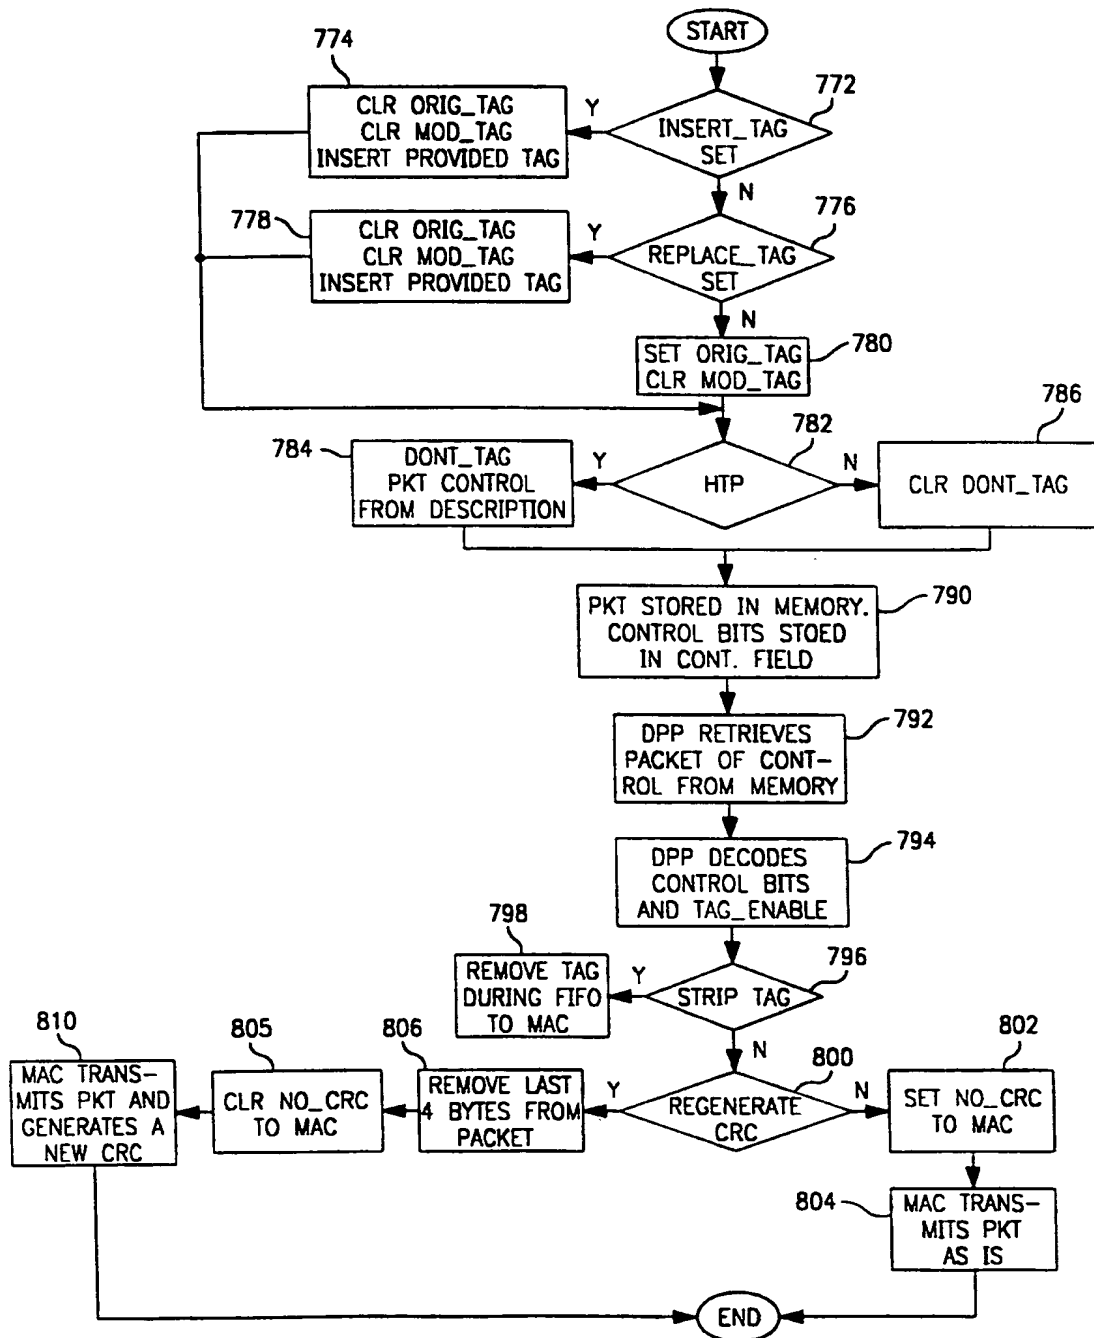 START
774
772
CLR ORIG_TAG
CLR MOD_TAG
INSERT PROVIDED TAG
Y
INSERT_TAG
SET
N
778
776
CLR ORIG_TAG
CLR MOD_TAG
INSERT PROVIDED TAG
Y
REPLACE_TAG
SET
N
780
SET ORIG_TAG
CLR MOD_TAG
786
784
782
DONT_TAG
PKT CONTROL
FROM DESCRIPTION
Y
HTP
N
CLR DONT_TAG
790
PKT STORED IN MEMORY.
CONTROL BITS STOED
IN CONT. FIELD
792
DPP RETRIEVES
PACKET OF CONT-
ROL FROM MEMORY
794
DPP DECODES
CONTROL BITS
AND TAG_ENABLE
798
796
REMOVE TAG
DURING FIFO
TO MAC
Y
STRIP TAG
N
810
805
806
800
802
MAC TRANS-
MITS PKT AND
GENERATES A
NEW CRC
CLR NO_CRC
TO MAC
REMOVE LAST
4 BYTES FROM
PACKET
Y
REGENERATE
CRC
N
SET NO_CRC
TO MAC
804
MAC TRANS-
MITS PKT
AS IS
END